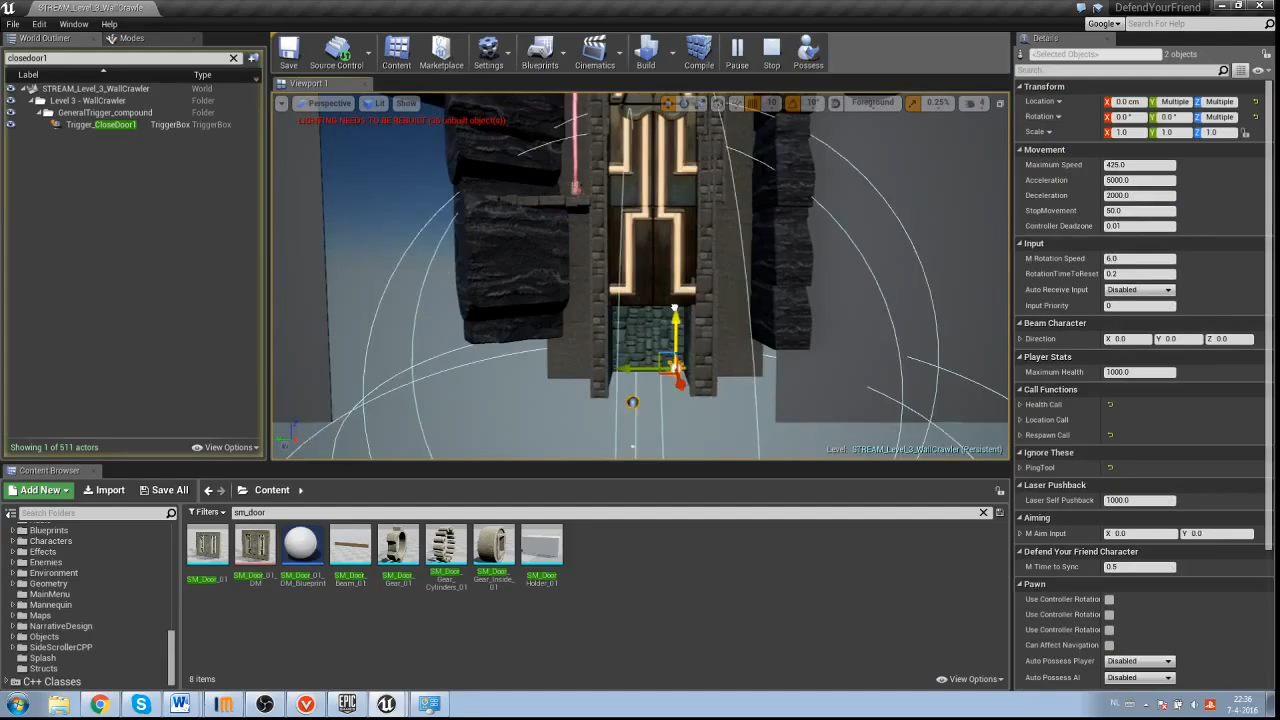 STREAM_Level_3_WallCrawle
DefendYourFriend
File Edit Window Help
Google
Search For Help
World Outliner
Modes
closedoor1
Label Type
STREAM_Level_3_WallCrawler World
Level 3 - WallCrawler Folder
GeneralTrigger_compound Folder
Trigger_CloseDoor1 TriggerBox TriggerBox
Showing 1 of 511 actors
View Options
Save
Source Control
Content
Marketplace
Settings
Blueprints
Cinematics
Build
Compile
Pause
Stop
Possess
Viewport 1
Perspective Lit Show
10 10° Foreground 0.25% 4
LIGHTING NEEDS TO BE REBUILT
Level: STREAM_Level_3_WallCrawler (Persistent)
Content Browser
Add New Import Save All Content
Search Folders
Filters sm_door
Blueprints
Characters
Effects
Enemies
Environment
Geometry
MainMenu
Mannequin
Maps
NarrativeDesign
Objects
SideScrollerCPP
Splash
Structs
C++ Classes
SM_Door_01
SM_Door_01_DM
SM_Door_01_DM_Blueprint
SM_Door_Beam_01
SM_Door_Gear_01
SM_Door_Gear_Cylinders_01
SM_Door_Gear_Inside_01
SM_Door_Holder_01
8 items
View Options
Details
<Selected Objects> 2 objects
Search
Transform
Location X 0.0 cm Y Multiple Z Multiple
Rotation X 0.0 ° Y 0.0 ° Z Multiple
Scale X 1.0 Y 1.0 Z 1.0
Movement
Maximum Speed 425.0
Acceleration 5000.0
Deceleration 2000.0
StopMovement 50.0
Controller Deadzone 0.01
Input
M Rotation Speed 6.0
RotationTimeToReset 0.2
Auto Receive Input Disabled
Input Priority 0
Beam Character
Direction X 0.0 Y 0.0 Z 0.0
Player Stats
Maximum Health 1000.0
Call Functions
Health Call
Location Call
Respawn Call
Ignore These
PingTool
Laser Pushback
Laser Self Pushback 1000.0
Aiming
M Aim Input X 0.0 Y 0.0
Defend Your Friend Character
M Time to Sync 0.5
Pawn
Use Controller Rotation
Use Controller Rotation
Use Controller Rotation
Can Affect Navigation
Auto Possess Player Disabled
Auto Possess AI Disabled
NL
22:36
7-4-2016